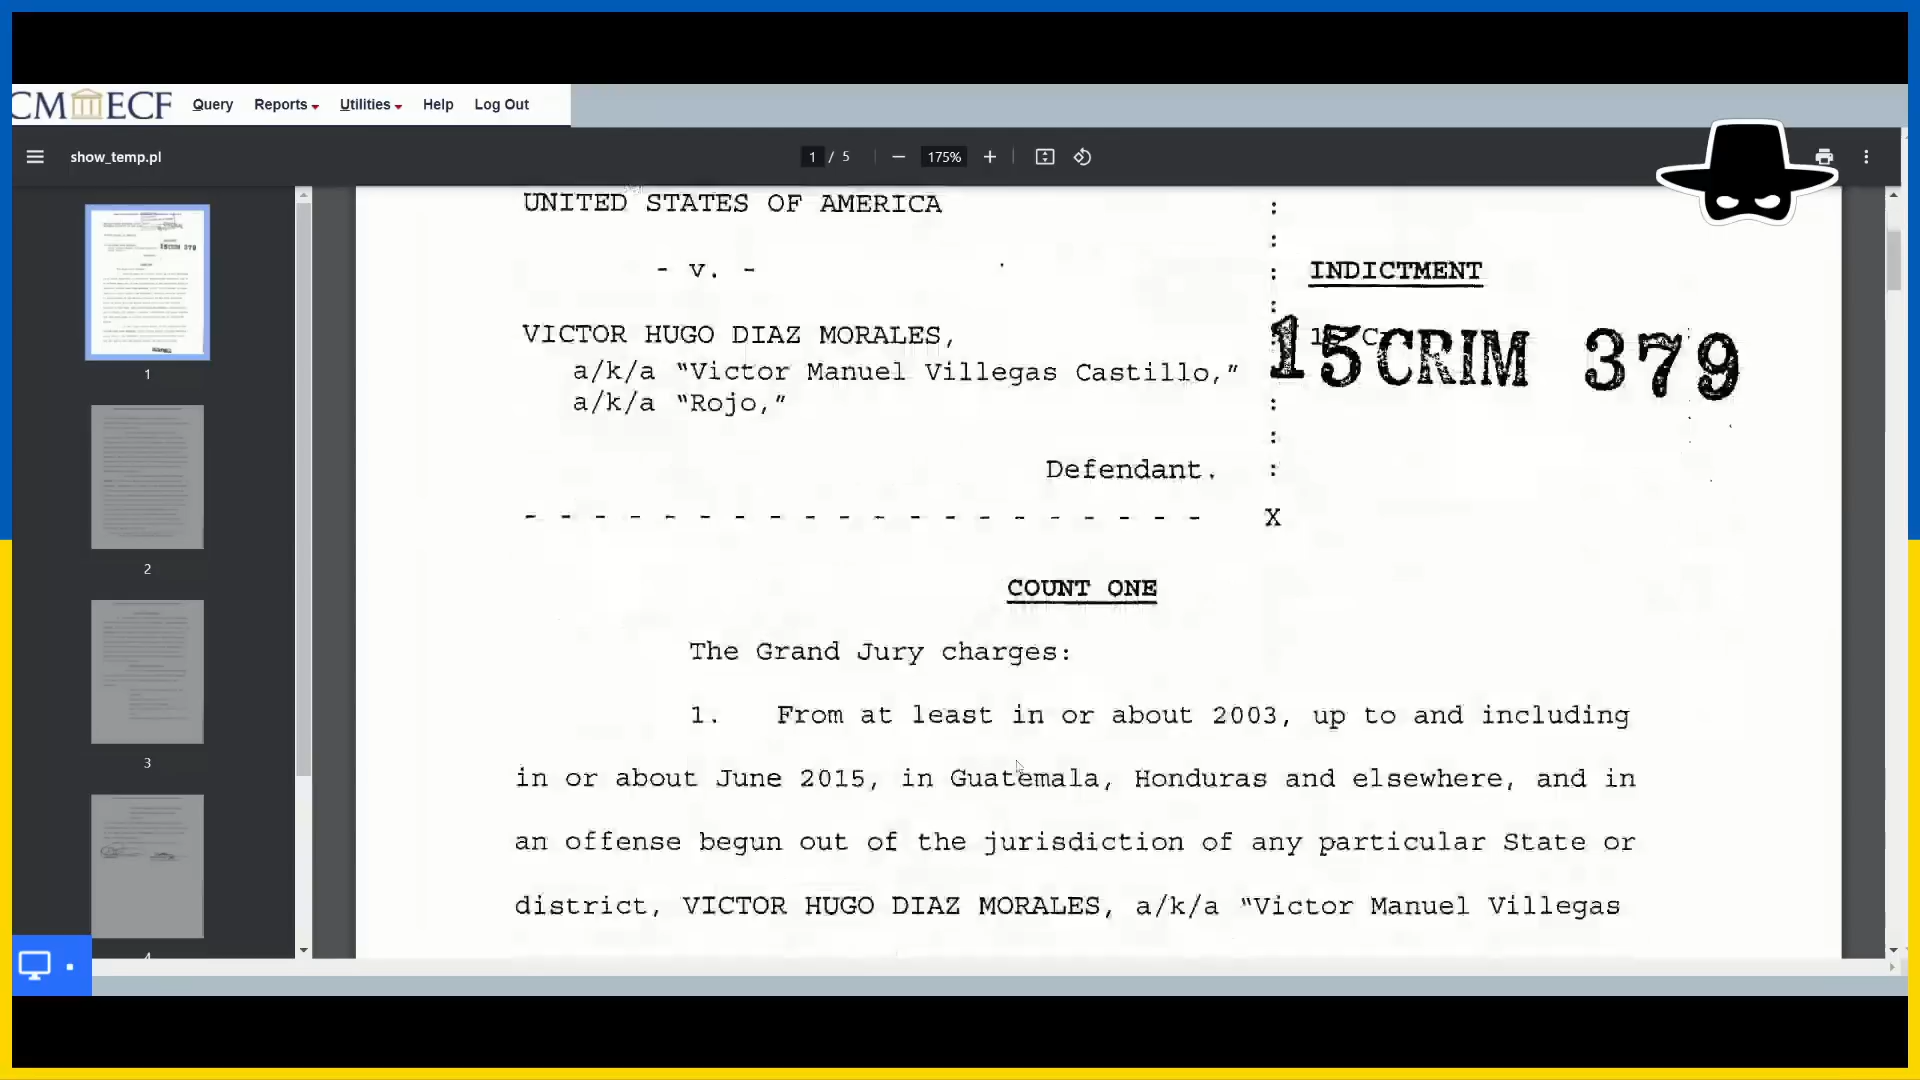 CM ECF Query Reports Utilities Help Log Out
show_temp.pl 1 / 5 175%
UNITED STATES OF AMERICA :
:
- v. - : INDICTMENT
:
VICTOR HUGO DIAZ MORALES, :
a/k/a “Victor Manuel Villegas Castillo,” 15CRIM 379
a/k/a “Rojo,” :
:
Defendant. :
- - - - - - - - - - - - - - - - - - - - X
COUNT ONE
The Grand Jury charges:
1. From at least in or about 2003, up to and including
in or about June 2015, in Guatemala, Honduras and elsewhere, and in
an offense begun out of the jurisdiction of any particular State or
district, VICTOR HUGO DIAZ MORALES, a/k/a “Victor Manuel Villegas
1
2
3
4